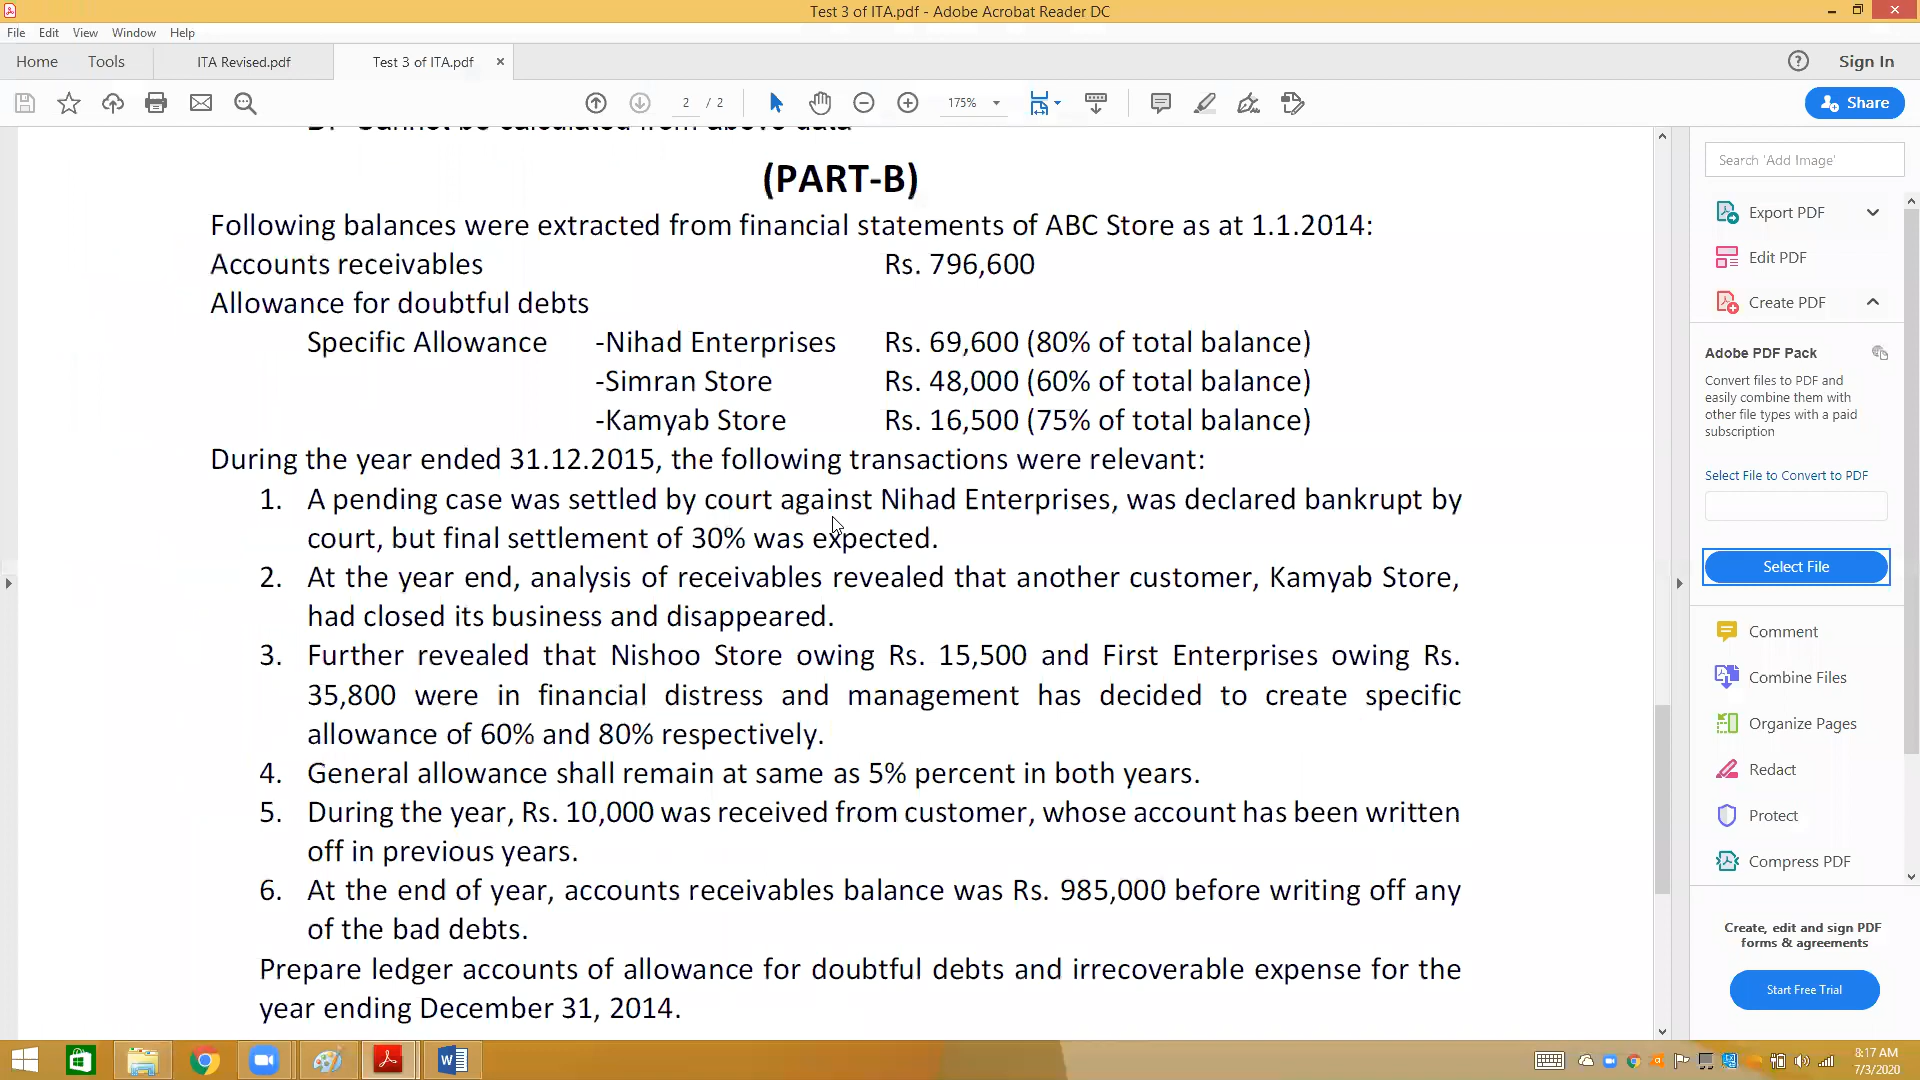 Test 3 of ITA.pdf - Adobe Acrobat Reader DC
File Edit View Window Help
Home Tools ITA Revised.pdf Test 3 of ITA.pdf × Sign In
2 / 2 175% Share
D. Cannot be calculated from above data
(PART-B)
Following balances were extracted from financial statements of ABC Store as at 1.1.2014:
Accounts receivables Rs. 796,600
Allowance for doubtful debts
Specific Allowance -Nihad Enterprises Rs. 69,600 (80% of total balance)
-Simran Store Rs. 48,000 (60% of total balance)
-Kamyab Store Rs. 16,500 (75% of total balance)
During the year ended 31.12.2015, the following transactions were relevant:
1. A pending case was settled by court against Nihad Enterprises, was declared bankrupt by
court, but final settlement of 30% was expected.
2. At the year end, analysis of receivables revealed that another customer, Kamyab Store,
had closed its business and disappeared.
3. Further revealed that Nishoo Store owing Rs. 15,500 and First Enterprises owing Rs.
35,800 were in financial distress and management has decided to create specific
allowance of 60% and 80% respectively.
4. General allowance shall remain at same as 5% percent in both years.
5. During the year, Rs. 10,000 was received from customer, whose account has been written
off in previous years.
6. At the end of year, accounts receivables balance was Rs. 985,000 before writing off any
of the bad debts.
Prepare ledger accounts of allowance for doubtful debts and irrecoverable expense for the
year ending December 31, 2014.
Search 'Add Image'
Export PDF
Edit PDF
Create PDF
Adobe PDF Pack
Convert files to PDF and
easily combine them with
other file types with a paid
subscription
Select File to Convert to PDF
Select File
Comment
Combine Files
Organize Pages
Redact
Protect
Compress PDF
Create, edit and sign PDF
forms & agreements
Start Free Trial
8:17 AM
7/3/2020